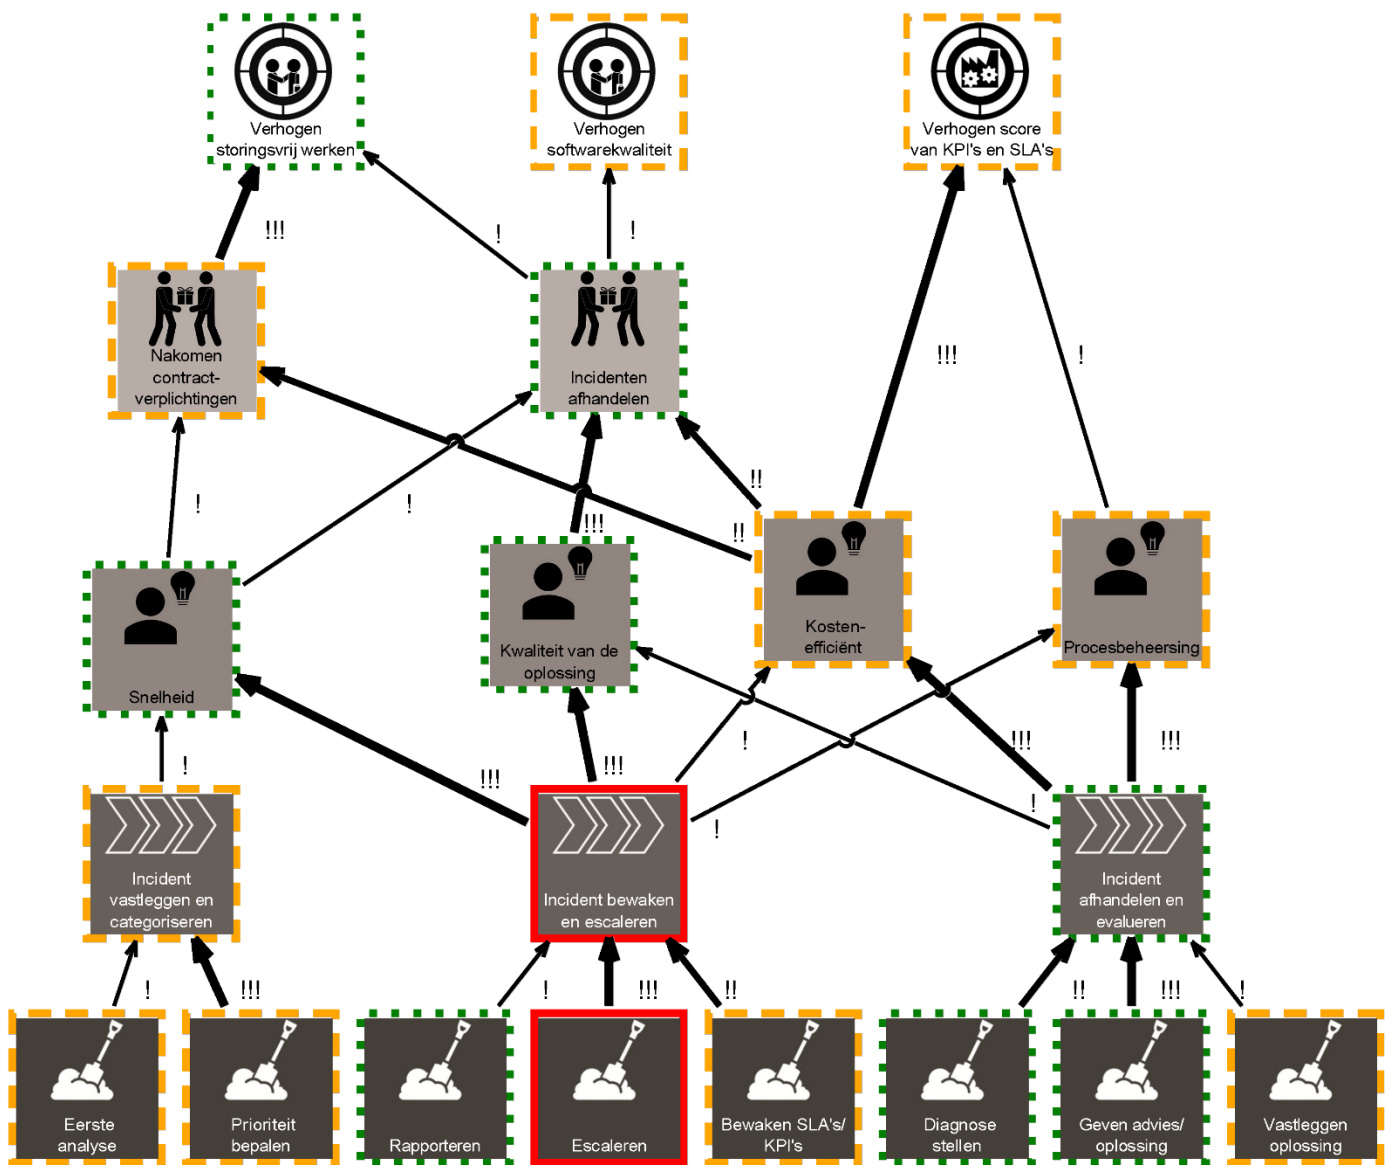 Verhogen
storingsvrij werken
Verhogen
softwarekwaliteit
Verhogen score
van KPI's en SLA's
!!!
!
!
!!!
!
Nakomen
contract-
verplichtingen
Incidenten
afhandelen
!
!
!!!
!!
!!
Snelheid
Kwaliteit van de
oplossing
Kosten-
efficiënt
Procesbeheersing
!
!!!
!!!
!
!
!!!
!
!!!
Incident
vastleggen en
categoriseren
Incident bewaken
en escaleren
Incident
afhandelen en
evalueren
!
!!!
!
!!!
!!
!!
!!!
!
Eerste
analyse
Prioriteit
bepalen
Rapporteren
Escaleren
Bewaken SLA's/
KPI's
Diagnose
stellen
Geven advies/
oplossing
Vastleggen
oplossing